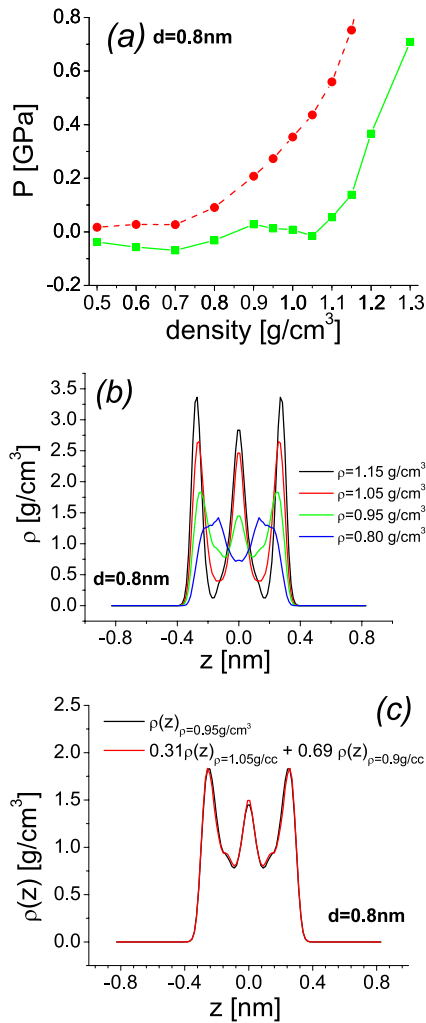 (a) d=0.8nm
0.8
0.6
0.4
0.2
0.0
-0.2
P [GPa]
0.5 0.6 0.7 0.8 0.9 1.0 1.1 1.2 1.3
density [g/cm³]
(b)
3.5
3.0
2.5
2.0
1.5
1.0
0.5
0.0
ρ [g/cm³]
ρ=1.15 g/cm³
ρ=1.05 g/cm³
ρ=0.95 g/cm³
ρ=0.80 g/cm³
d=0.8nm
-0.8 -0.4 0.0 0.4 0.8
z [nm]
(c)
2.5
2.0
1.5
1.0
0.5
0.0
ρ(z) [g/cm³]
ρ(z)ρ=0.95g/cm³
0.31ρ(z)ρ=1.05g/cc + 0.69 ρ(z)ρ=0.9g/cc
d=0.8nm
-0.8 -0.4 0.0 0.4 0.8
z [nm]